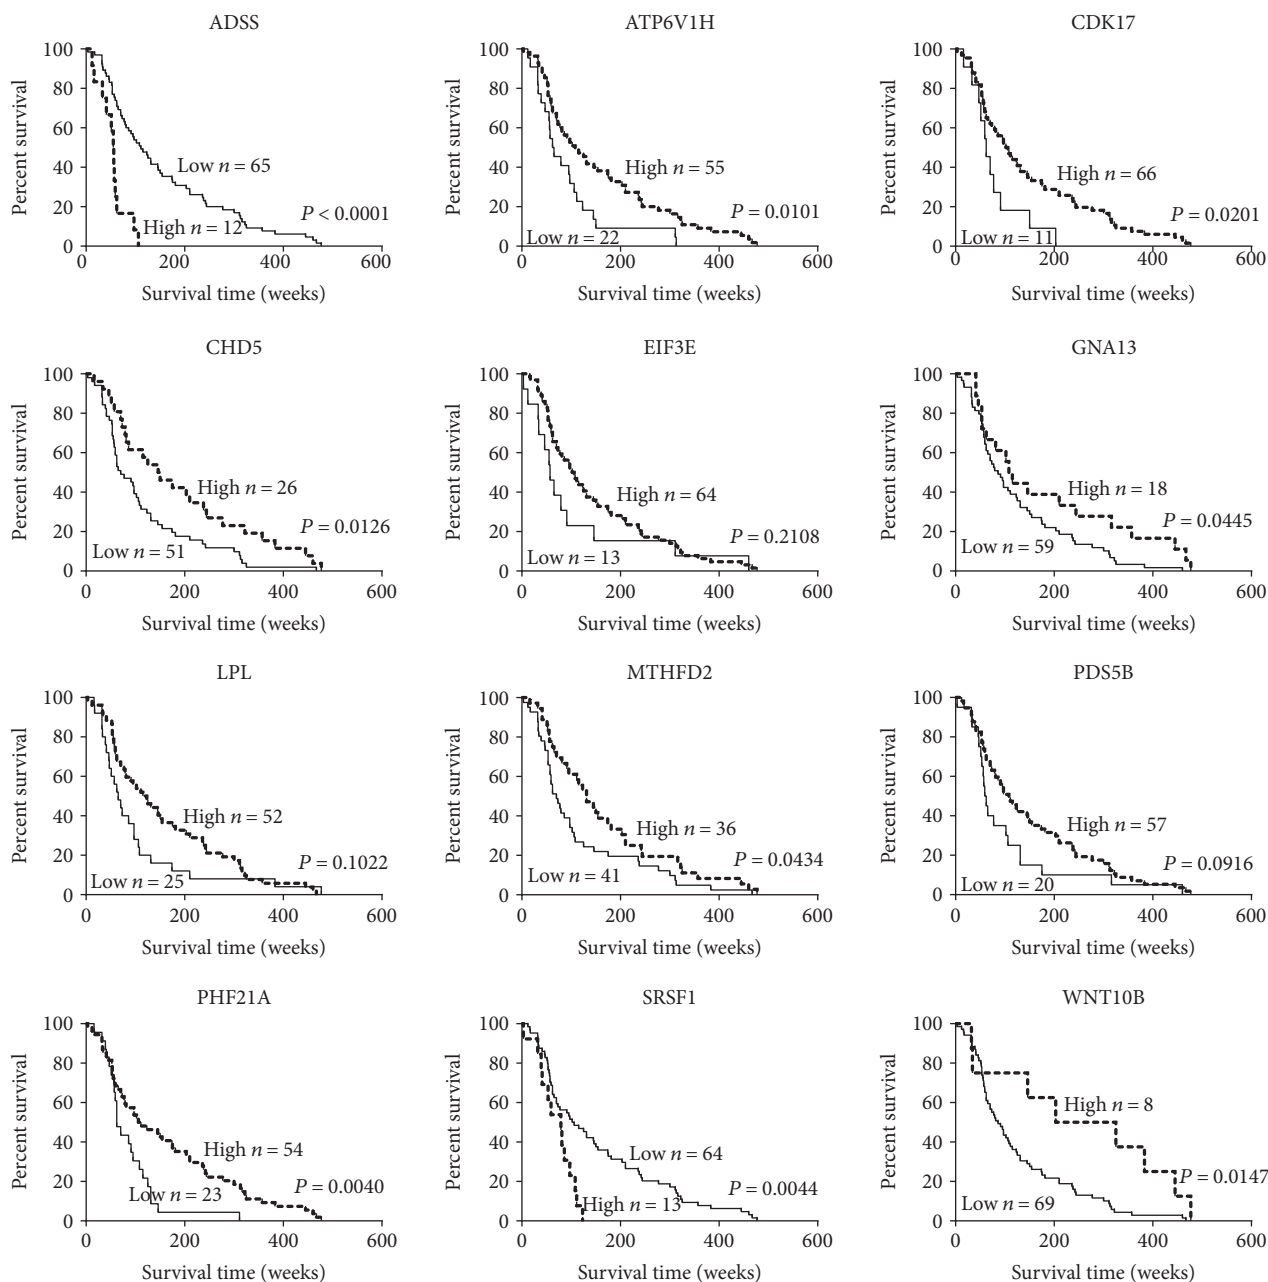 ADSS
100
80
60
40
20
0
Percent survival
Low n = 65
High n = 12
P < 0.0001
0 200 400 600
Survival time (weeks)
ATP6V1H
100
80
60
40
20
0
Percent survival
High n = 55
Low n = 22
P = 0.0101
0 200 400 600
Survival time (weeks)
CDK17
100
80
60
40
20
0
Percent survival
High n = 66
Low n = 11
P = 0.0201
0 200 400 600
Survival time (weeks)
CHD5
100
80
60
40
20
0
Percent survival
High n = 26
Low n = 51
P = 0.0126
0 200 400 600
Survival time (weeks)
EIF3E
100
80
60
40
20
0
Percent survival
High n = 64
Low n = 13
P = 0.2108
0 200 400 600
Survival time (weeks)
GNA13
100
80
60
40
20
0
Percent survival
High n = 18
Low n = 59
P = 0.0445
0 200 400 600
Survival time (weeks)
LPL
100
80
60
40
20
0
Percent survival
High n = 52
Low n = 25
P = 0.1022
0 200 400 600
Survival time (weeks)
MTHFD2
100
80
60
40
20
0
Percent survival
High n = 36
Low n = 41
P = 0.0434
0 200 400 600
Survival time (weeks)
PDS5B
100
80
60
40
20
0
Percent survival
High n = 57
Low n = 20
P = 0.0916
0 200 400 600
Survival time (weeks)
PHF21A
100
80
60
40
20
0
Percent survival
High n = 54
Low n = 23
P = 0.0040
0 200 400 600
Survival time (weeks)
SRSF1
100
80
60
40
20
0
Percent survival
Low n = 64
High n = 13
P = 0.0044
0 200 400 600
Survival time (weeks)
WNT10B
100
80
60
40
20
0
Percent survival
High n = 8
Low n = 69
P = 0.0147
0 200 400 600
Survival time (weeks)